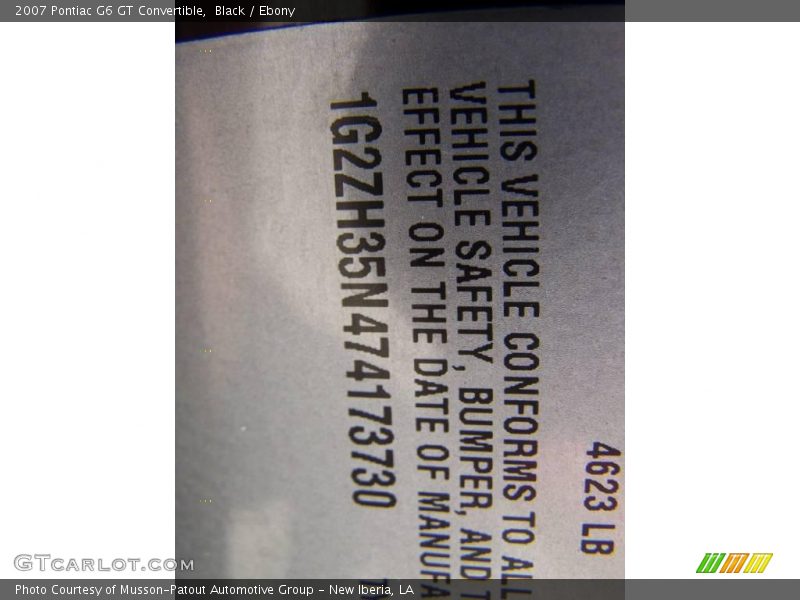 2007 Pontiac G6 GT Convertible, Black / Ebony
4623 LB
THIS VEHICLE CONFORMS TO ALL
VEHICLE SAFETY, BUMPER, AND T
EFFECT ON THE DATE OF MANUFA
1G2ZH35N474173730
GTcarlot.com
Photo Courtesy of Musson-Patout Automotive Group - New Iberia, LA